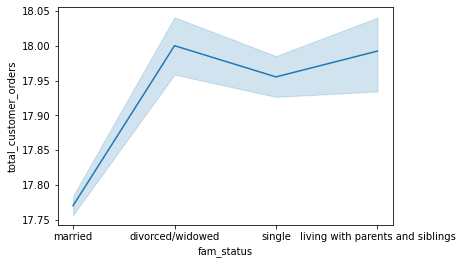 total_customer_orders
18.05
18.00
17.95
17.90
17.85
17.80
17.75
married divorced/widowed single living with parents and siblings
fam_status